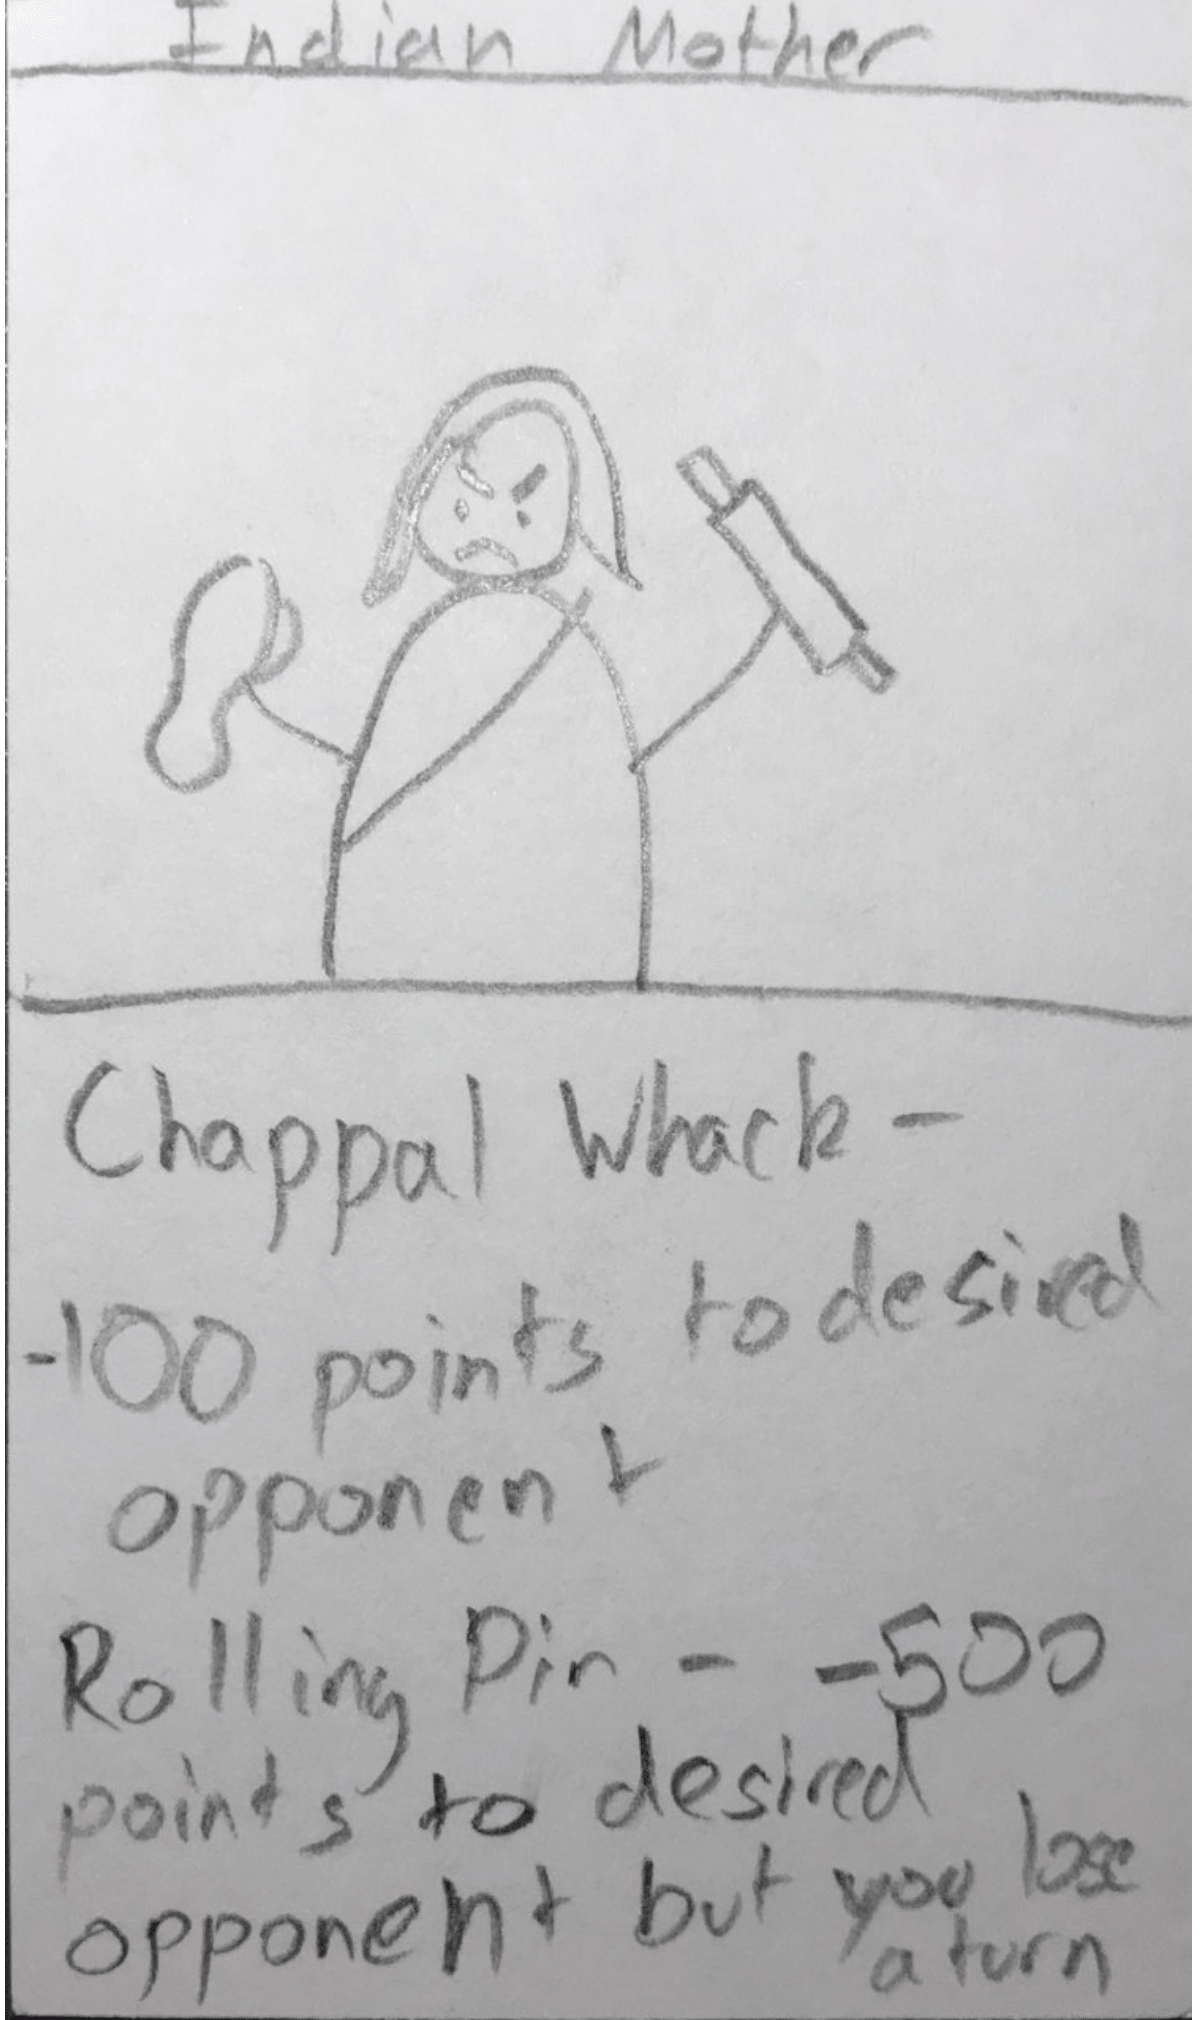 Indian Mother
Chappal Whack -
-100 points to desired
opponent
Rolling Pin - -500
points to desired
opponent but you lose
a turn